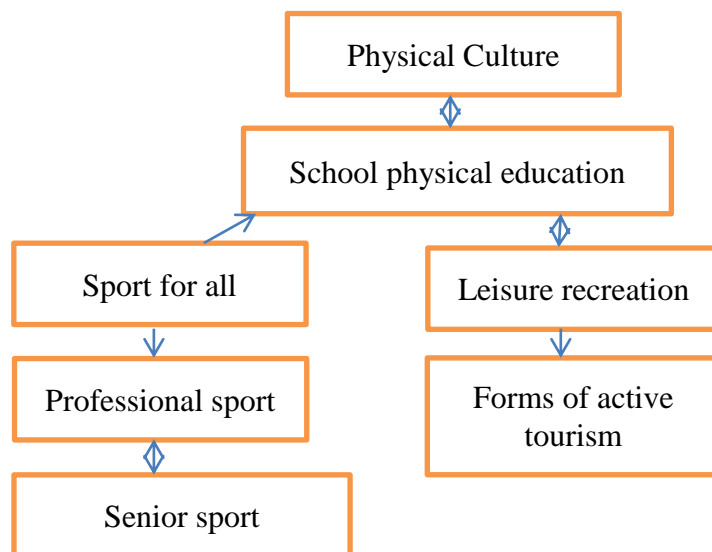 Physical Culture
School physical education
Sport for all
Leisure recreation
Professional sport
Forms of active
tourism
Senior sport